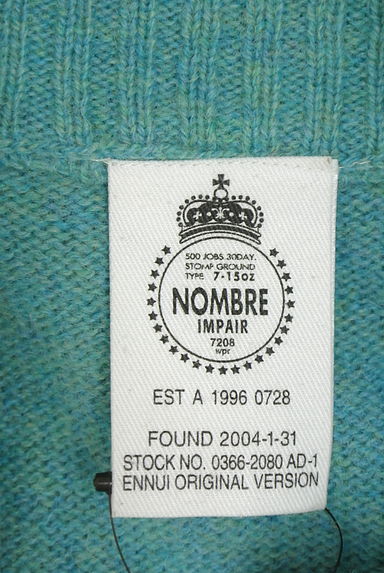 500 JOBS.30DAY.
STOMP GROUND
TYPE 7-15oz
NOMBRE
IMPAIR
7208
wpr
EST A 1996 0728
FOUND 2004-1-31
STOCK NO. 0366-2080 AD-1
ENNUI ORIGINAL VERSION